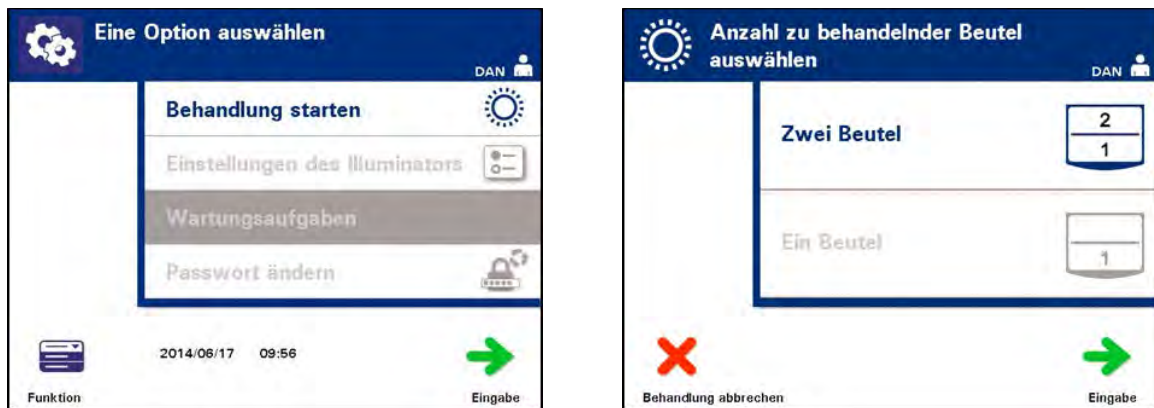 Eine Option auswählen
DAN
Behandlung starten
Einstellungen des Illuminators
Wartungsaufgaben
Passwort ändern
2014/06/17 09:56
Funktion
Eingabe
Anzahl zu behandelnder Beutel
auswählen
DAN
Zwei Beutel
2
1
Ein Beutel
1
Behandlung abbrechen
Eingabe